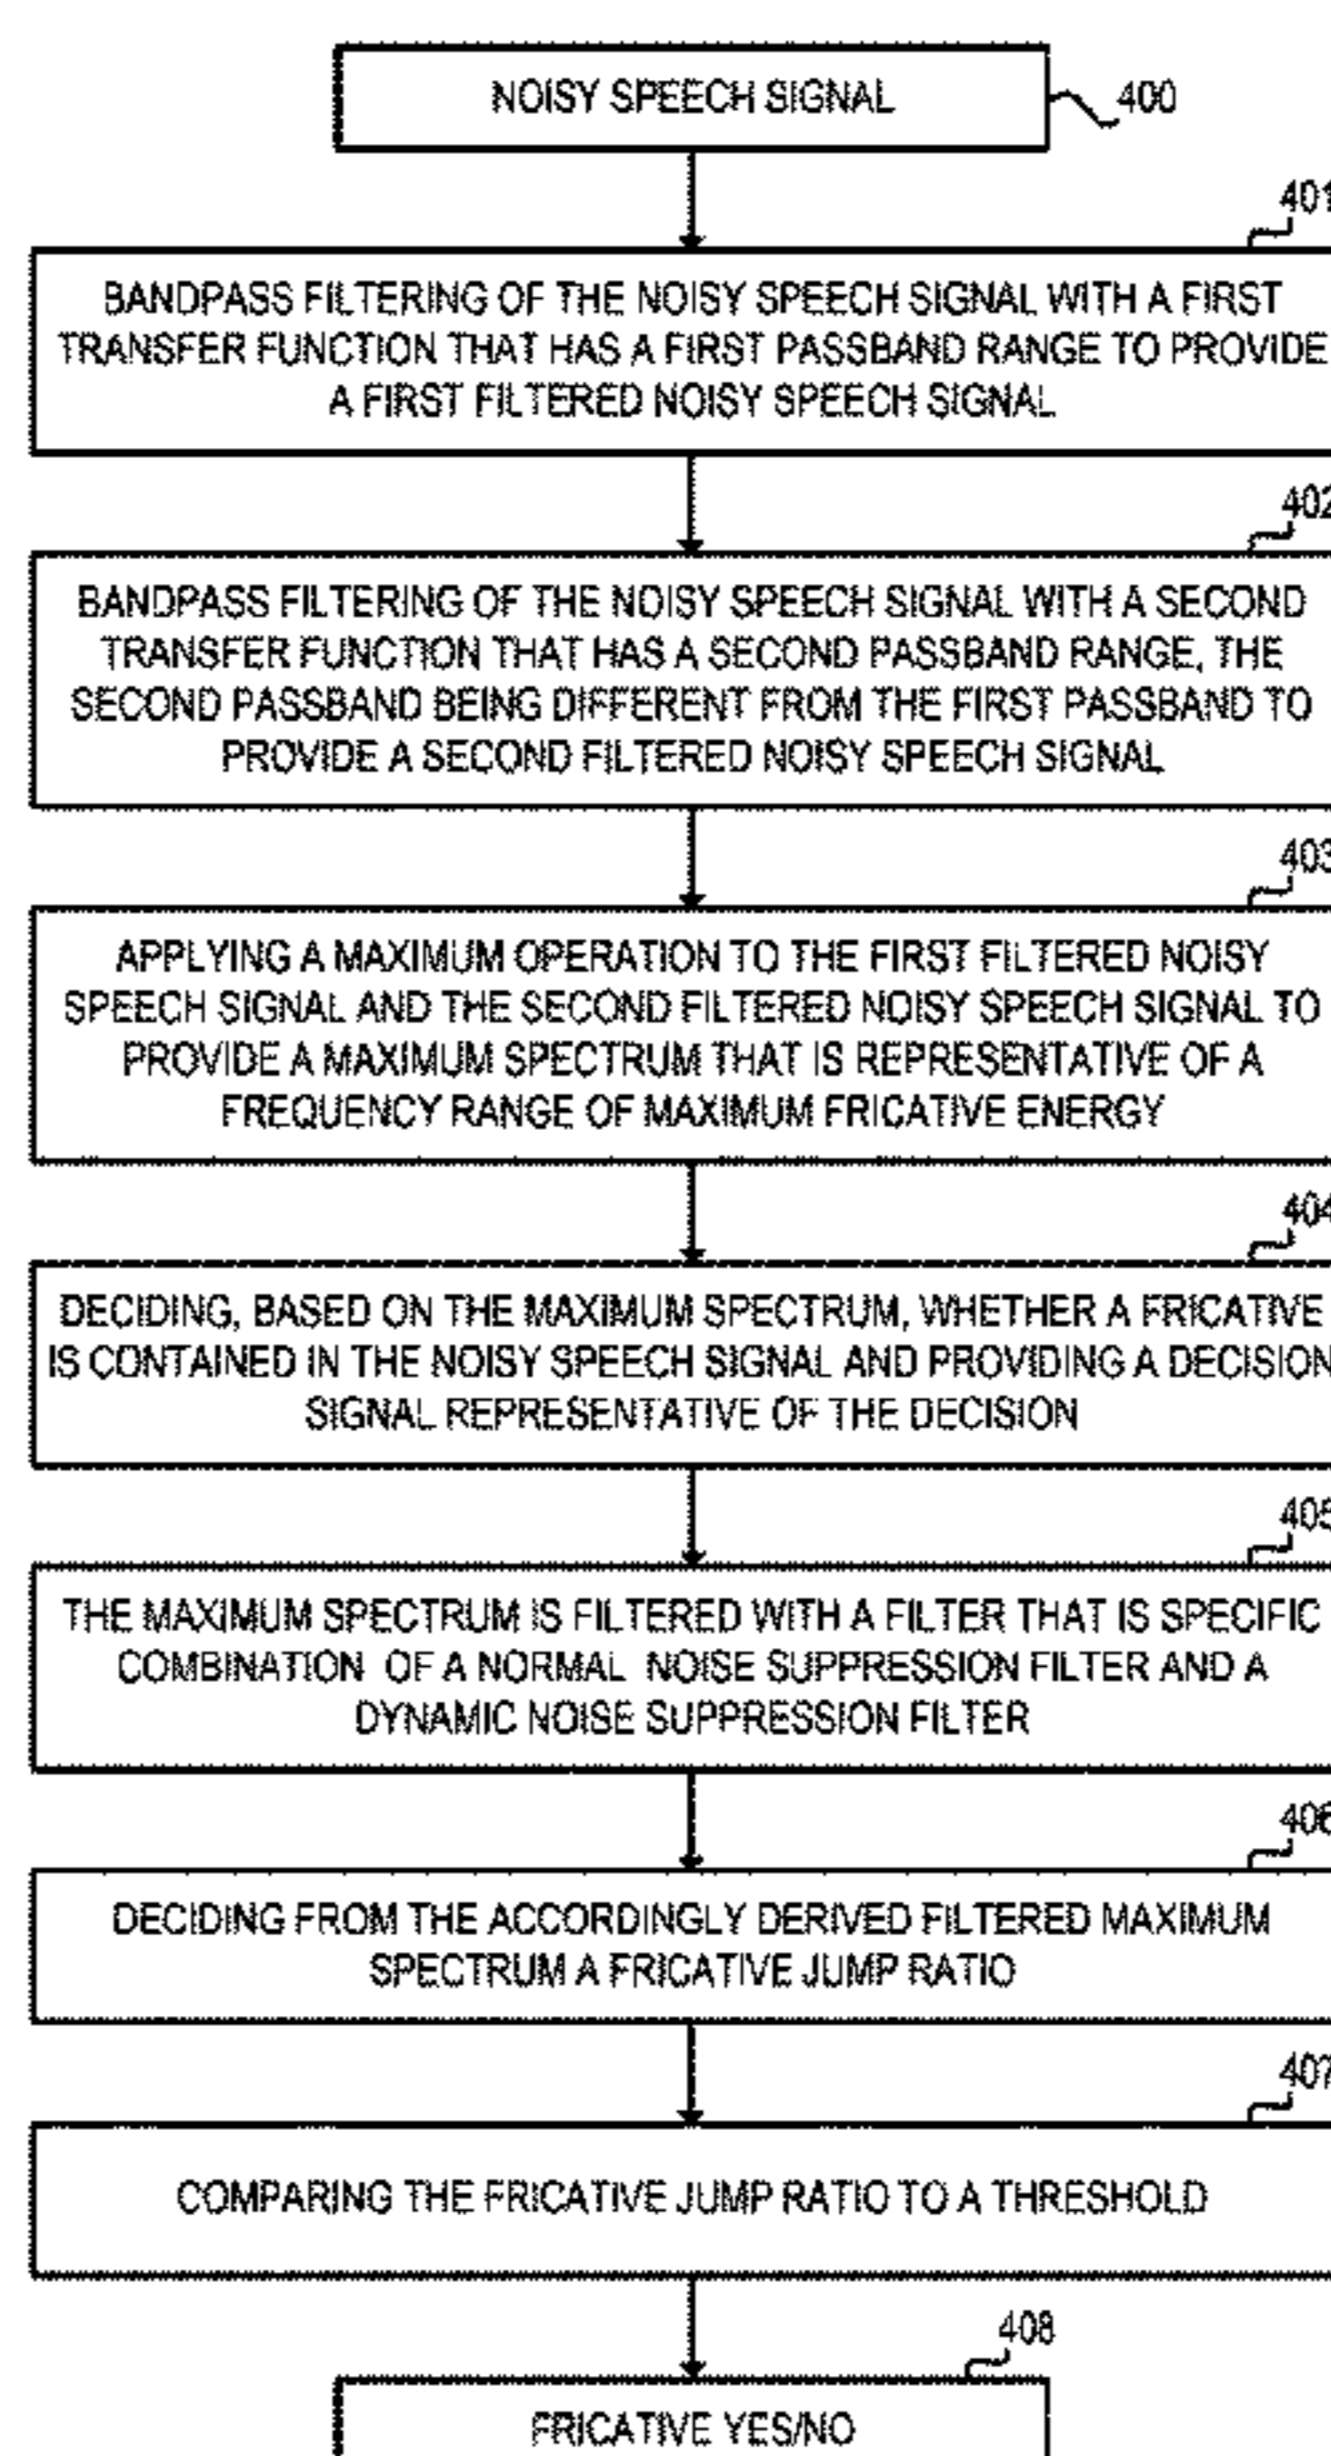 NOISY SPEECH SIGNAL
400
401
BANDPASS FILTERING OF THE NOISY SPEECH SIGNAL WITH A FIRST
TRANSFER FUNCTION THAT HAS A FIRST PASSBAND RANGE TO PROVIDE
A FIRST FILTERED NOISY SPEECH SIGNAL
402
BANDPASS FILTERING OF THE NOISY SPEECH SIGNAL WITH A SECOND
TRANSFER FUNCTION THAT HAS A SECOND PASSBAND RANGE, THE
SECOND PASSBAND BEING DIFFERENT FROM THE FIRST PASSBAND TO
PROVIDE A SECOND FILTERED NOISY SPEECH SIGNAL
403
APPLYING A MAXIMUM OPERATION TO THE FIRST FILTERED NOISY
SPEECH SIGNAL AND THE SECOND FILTERED NOISY SPEECH SIGNAL TO
PROVIDE A MAXIMUM SPECTRUM THAT IS REPRESENTATIVE OF A
FREQUENCY RANGE OF MAXIMUM FRICATIVE ENERGY
404
DECIDING, BASED ON THE MAXIMUM SPECTRUM, WHETHER A FRICATIVE
IS CONTAINED IN THE NOISY SPEECH SIGNAL AND PROVIDING A DECISION
SIGNAL REPRESENTATIVE OF THE DECISION
405
THE MAXIMUM SPECTRUM IS FILTERED WITH A FILTER THAT IS SPECIFIC
COMBINATION OF A NORMAL NOISE SUPPRESSION FILTER AND A
DYNAMIC NOISE SUPPRESSION FILTER
406
DECIDING FROM THE ACCORDINGLY DERIVED FILTERED MAXIMUM
SPECTRUM A FRICATIVE JUMP RATIO
407
COMPARING THE FRICATIVE JUMP RATIO TO A THRESHOLD
408
FRICATIVE YES/NO